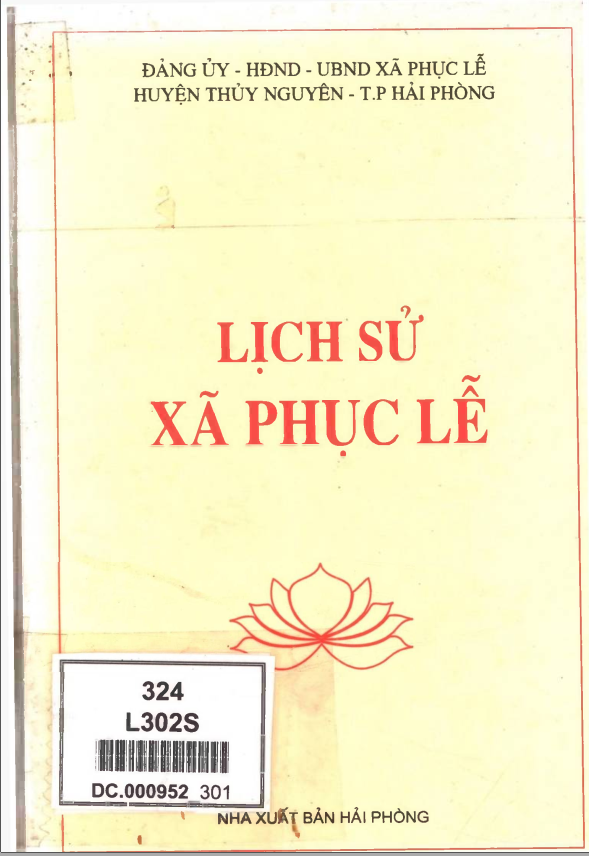 ĐẢNG ỦY - HĐND - UBND XÃ PHỤC LỄ
HUYỆN THỦY NGUYÊN - T.P HẢI PHÒNG
LỊCH SỬ
XÃ PHỤC LỄ
324
L302S
DC.000952 301
NHA XUẤT BẢN HẢI PHÒNG